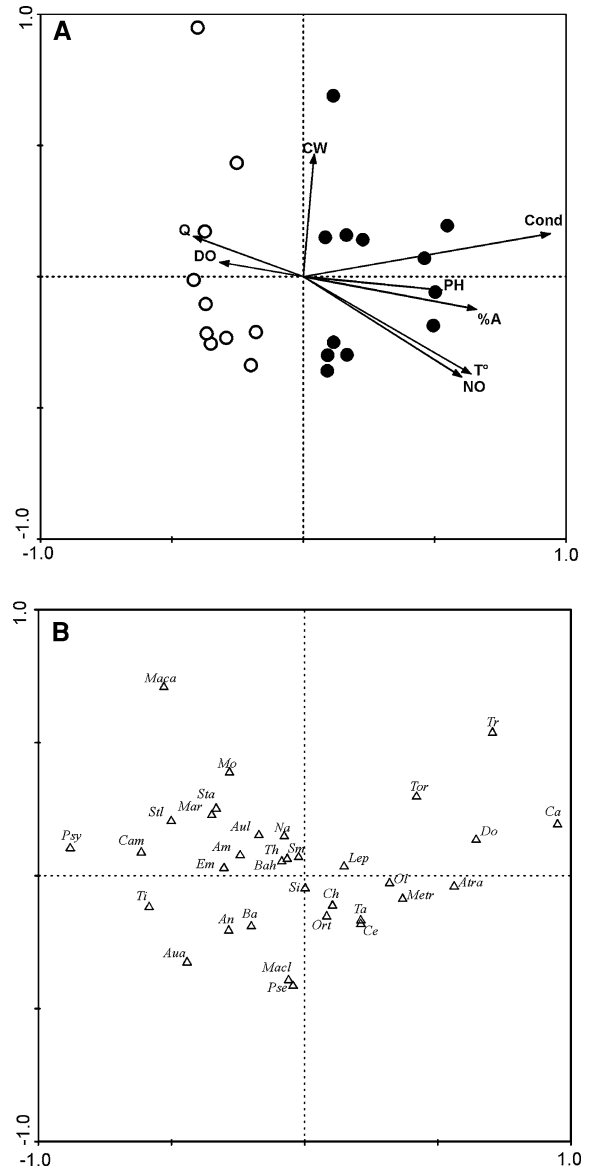 1.0
A
CW
Q
DO
Cond
PH
%A
T°
NO
-1.0
-1.0
1.0
1.0
B
Maca
Tr
Mo
Tor
Sta
Mar
Stl
Ca
Aul
Na
Do
Psy
Cam
Am
Th
Sm
Em
Bah
Lep
Si
Ol
Atra
Metr
Ti
Ch
An
Ba
Ort
Ta
Ce
Aua
Macl
Pse
-1.0
-1.0
1.0